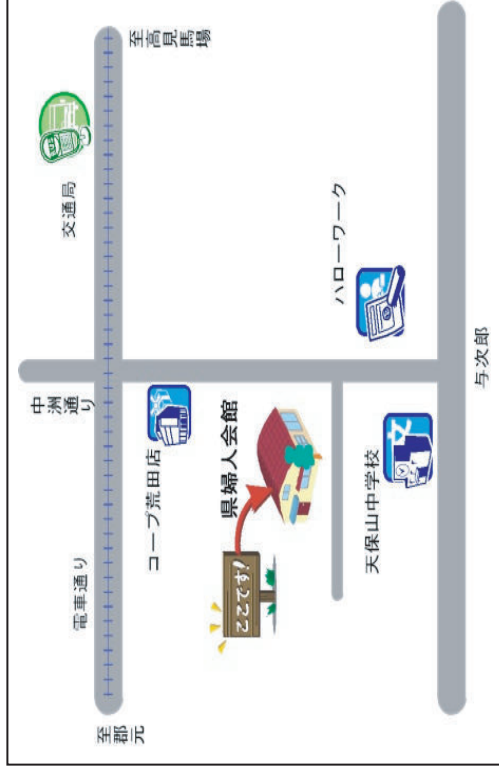 至高見馬場
交通局
ハローワーク
与次郎
中洲通り
コープ荒田店
県婦人会館
天保山中学校
電車通り
ここです!
至郡元